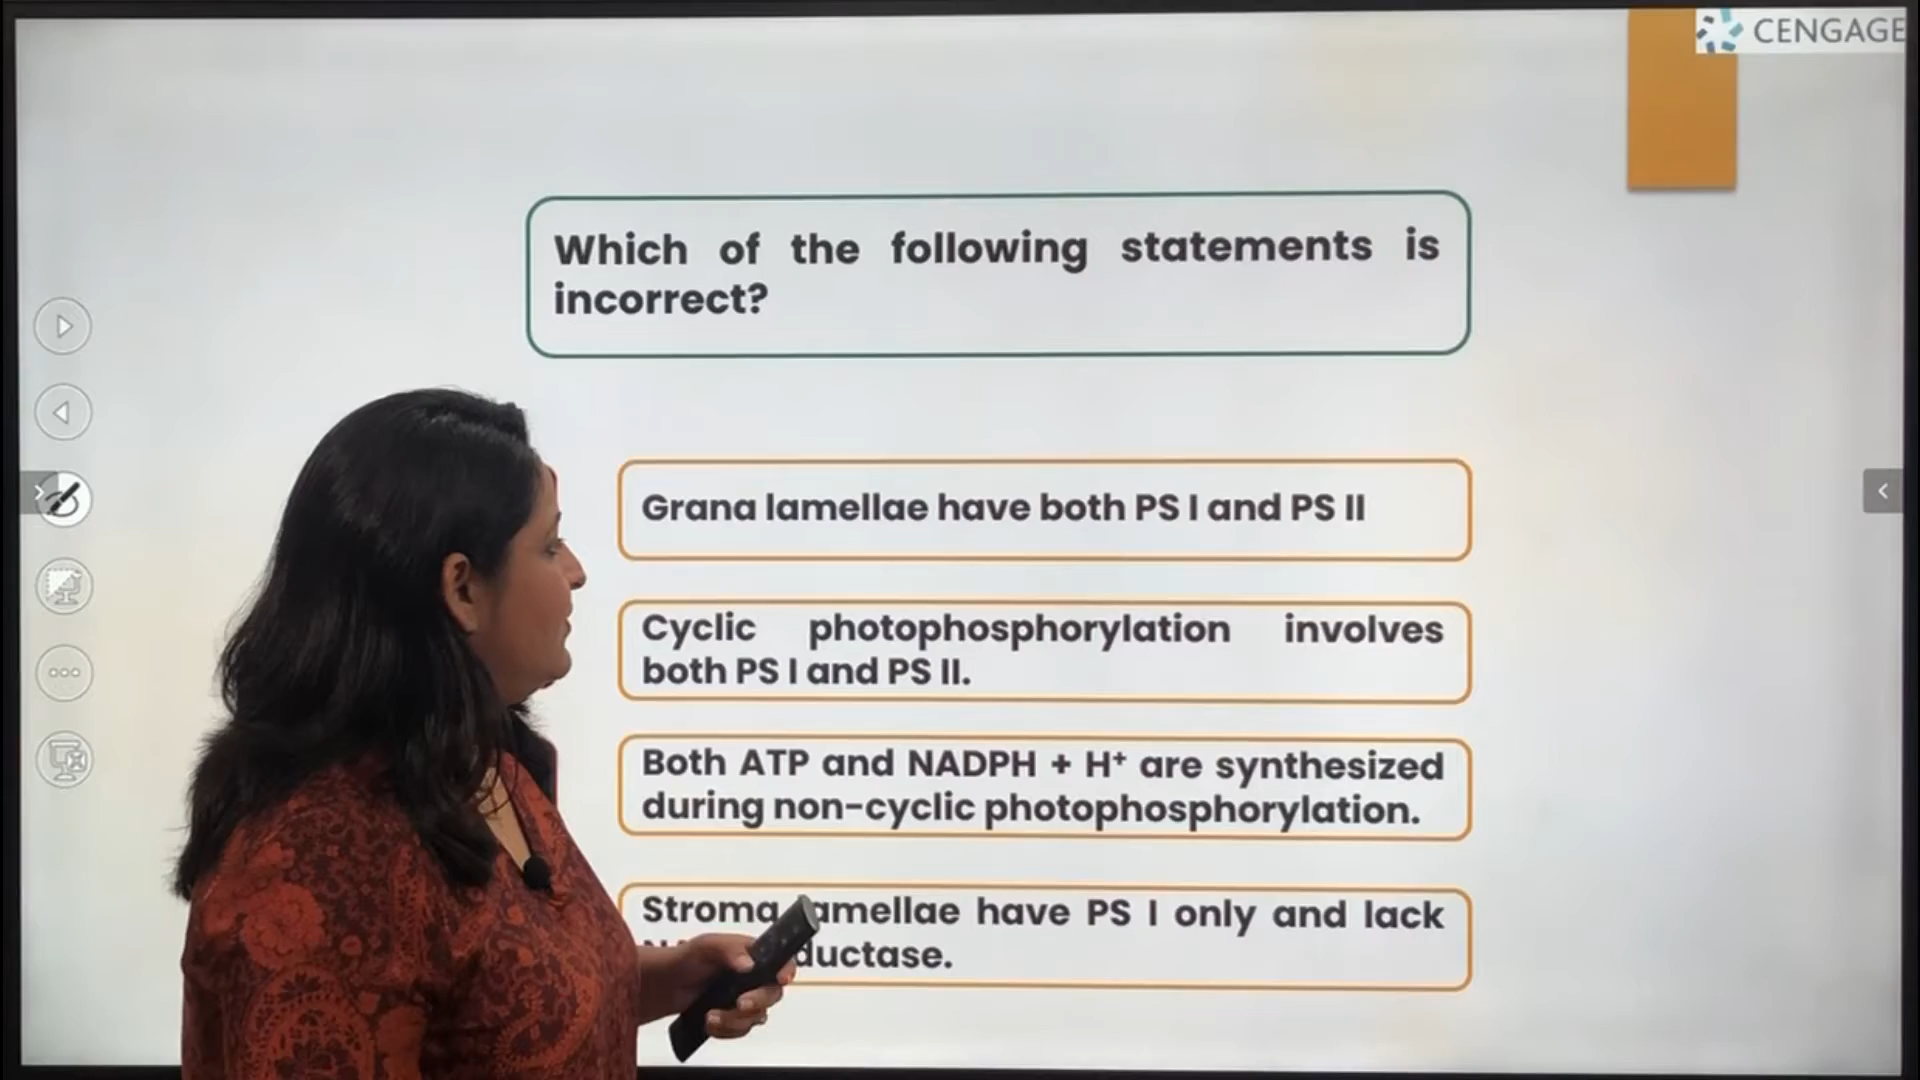 CENGAGE
Which of the following statements is
incorrect?
Grana lamellae have both PS I and PS II
Cyclic photophosphorylation involves
both PS I and PS II.
Both ATP and NADPH + H⁺ are synthesized
during non-cyclic photophosphorylation.
Stroma lamellae have PS I only and lack